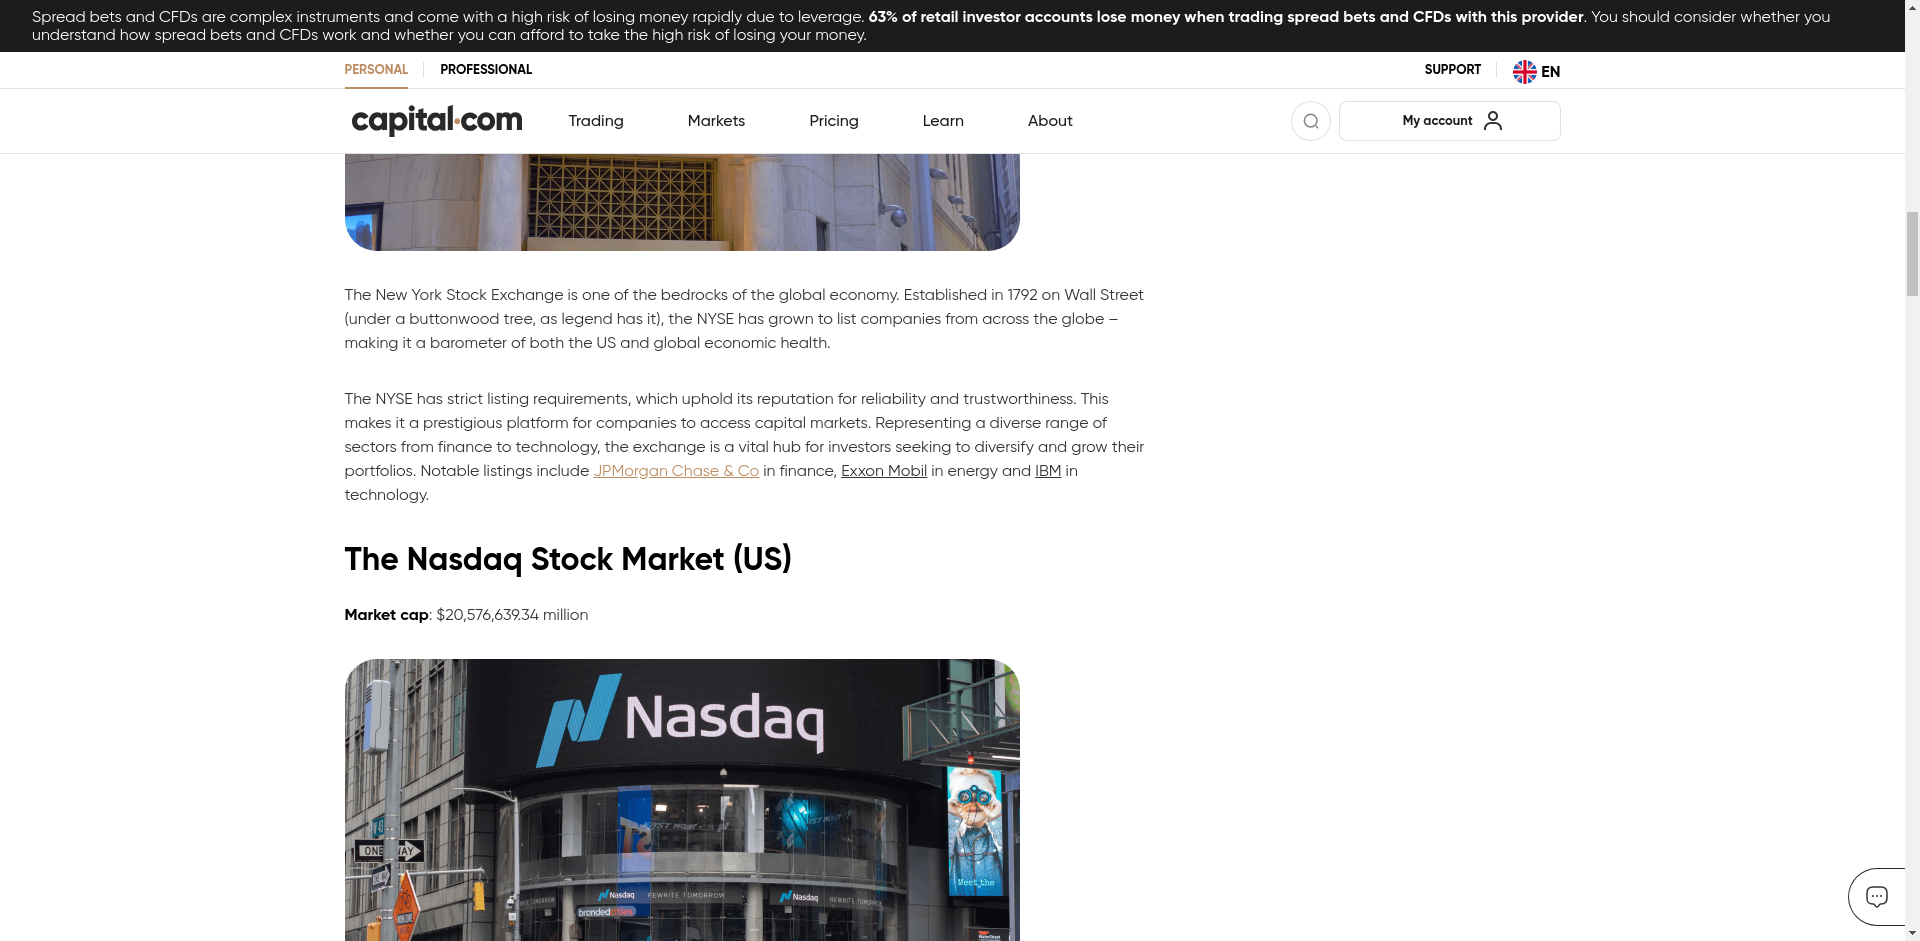 Spread bets and CFDs are complex instruments and come with a high risk of losing money rapidly due to leverage. 63% of retail investor accounts lose money when trading spread bets and CFDs with this provider. You should consider whether you
understand how spread bets and CFDs work and whether you can afford to take the high risk of losing your money.
PERSONAL PROFESSIONAL SUPPORT EN
capital.com Trading Markets Pricing Learn About My account
The New York Stock Exchange is one of the bedrocks of the global economy. Established in 1792 on Wall Street
(under a buttonwood tree, as legend has it), the NYSE has grown to list companies from across the globe –
making it a barometer of both the US and global economic health.
The NYSE has strict listing requirements, which uphold its reputation for reliability and trustworthiness. This
makes it a prestigious platform for companies to access capital markets. Representing a diverse range of
sectors from finance to technology, the exchange is a vital hub for investors seeking to diversify and grow their
portfolios. Notable listings include JPMorgan Chase & Co in finance, Exxon Mobil in energy and IBM in
technology.
The Nasdaq Stock Market (US)
Market cap: $20,576,639.34 million
Nasdaq
ONE WAY
Meet the
Nasdaq REWRITE TOMORROW Nasdaq REWRITE TOMORROW
brandedcities